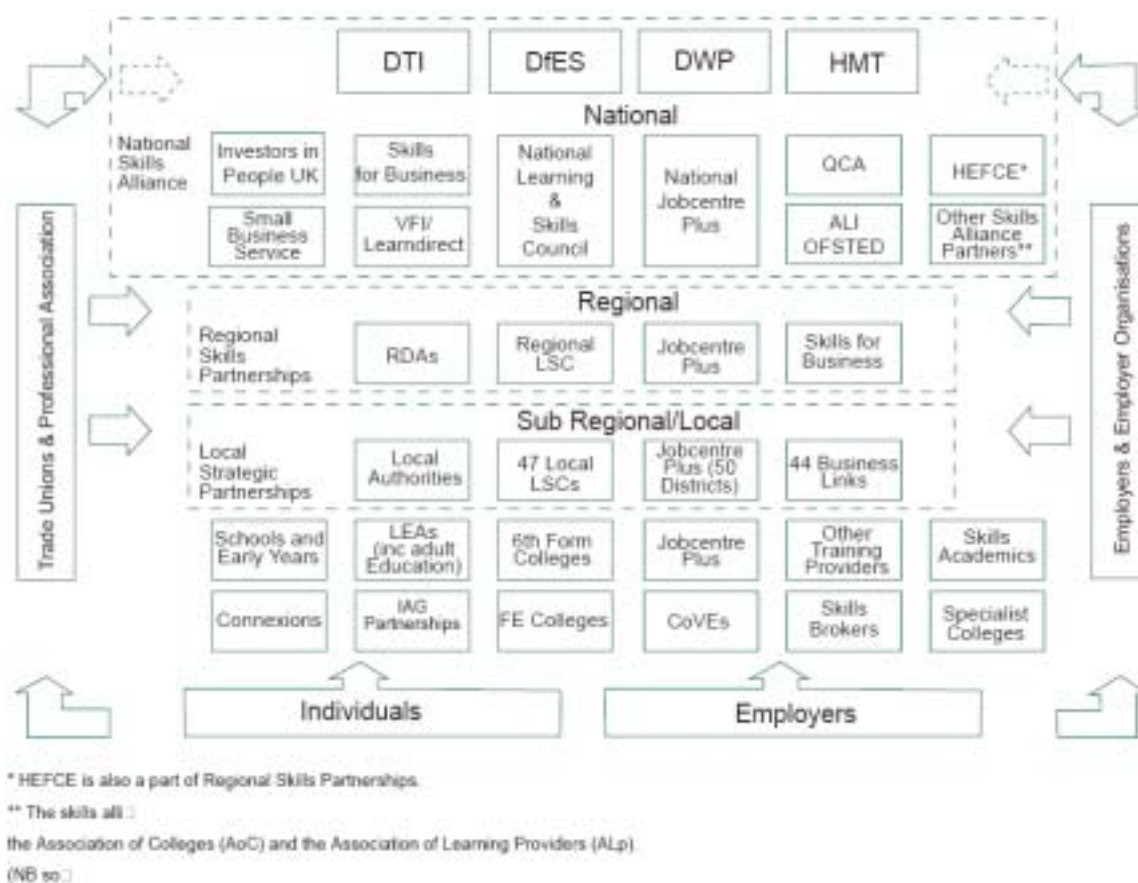 DTI
DfES
DWP
HMT
National
National
Skills
Alliance
Investors in
People UK
Skills
for Business
National
Learning
&
Skills
Council
National
Jobcentre
Plus
QCA
HEFCE*
Small
Business
Service
VFI/
Learndirect
ALI
OFSTED
Other Skills
Alliance
Partners**
Trade Unions & Professional Association
Employers & Employer Organisations
Regional
Regional
Skills
Partnerships
RDAs
Regional
LSC
Jobcentre
Plus
Skills for
Business
Sub Regional/Local
Local
Strategic
Partnerships
Local
Authorities
47 Local
LSCs
Jobcentre
Plus (50
Districts)
44 Business
Links
Schools and
Early Years
LEAs
(inc adult
Education)
6th Form
Colleges
Jobcentre
Plus
Other
Training
Providers
Skills
Academics
Connexions
IAG
Partnerships
FE Colleges
CoVEs
Skills
Brokers
Specialist
Colleges
Individuals
Employers
* HEFCE is also a part of Regional Skills Partnerships.
** The skills alli
the Association of Colleges (AoC) and the Association of Learning Providers (ALp).
(NB so